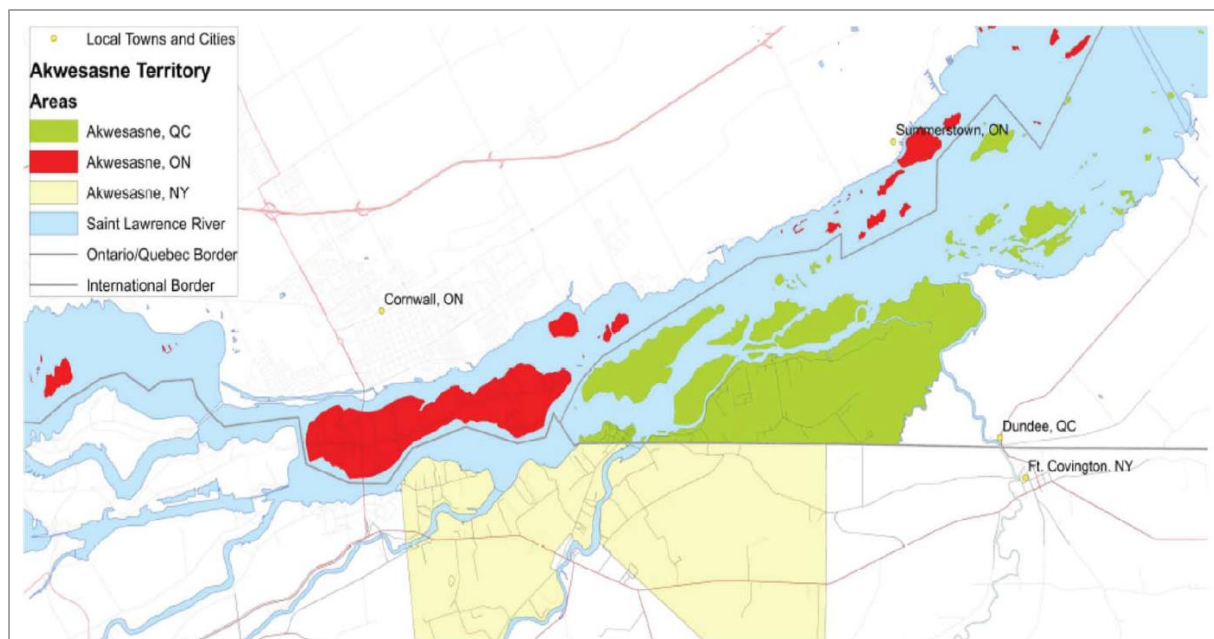 Local Towns and Cities
Akwesasne Territory
Areas
Akwesasne, QC
Akwesasne, ON
Akwesasne, NY
Saint Lawrence River
Ontario/Quebec Border
International Border
Summerstown, ON
Cornwall, ON
Dundee, QC
Ft. Covington, NY